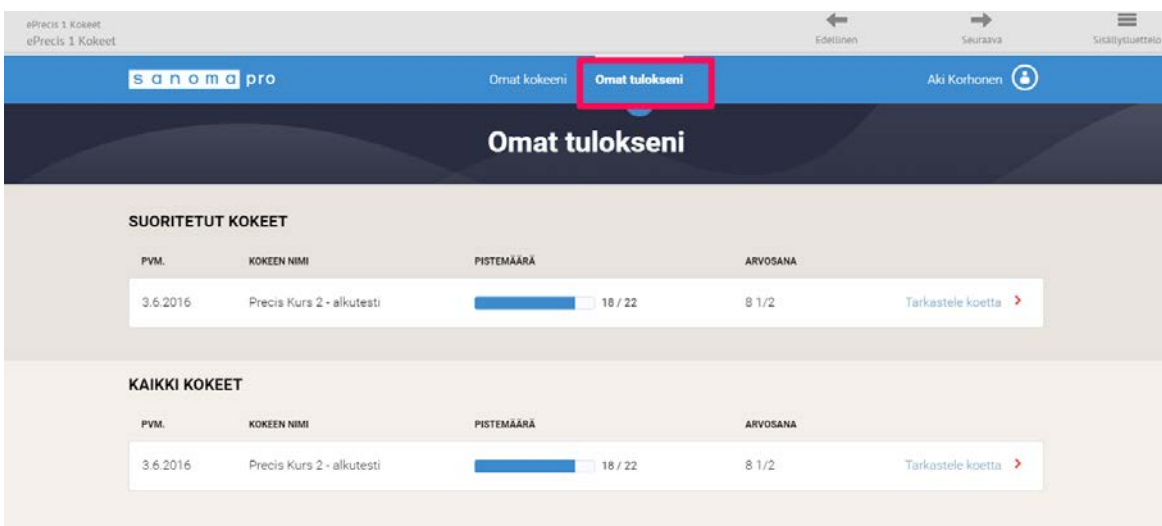 ePrecis 1 Kokeet
ePrecis 1 Kokeet
Edellinen Seuraava Sisällysluettelo
sanoma pro Omat kokeeni Omat tulokseni Aki Korhonen
Omat tulokseni
SUORITETUT KOKEET
PVM. KOKEEN NIMI PISTEMÄÄRÄ ARVOSANA
3.6.2016 Precis Kurs 2 - alkutesti 18 / 22 8 1/2 Tarkastele koetta
KAIKKI KOKEET
PVM. KOKEEN NIMI PISTEMÄÄRÄ ARVOSANA
3.6.2016 Precis Kurs 2 - alkutesti 18 / 22 8 1/2 Tarkastele koetta